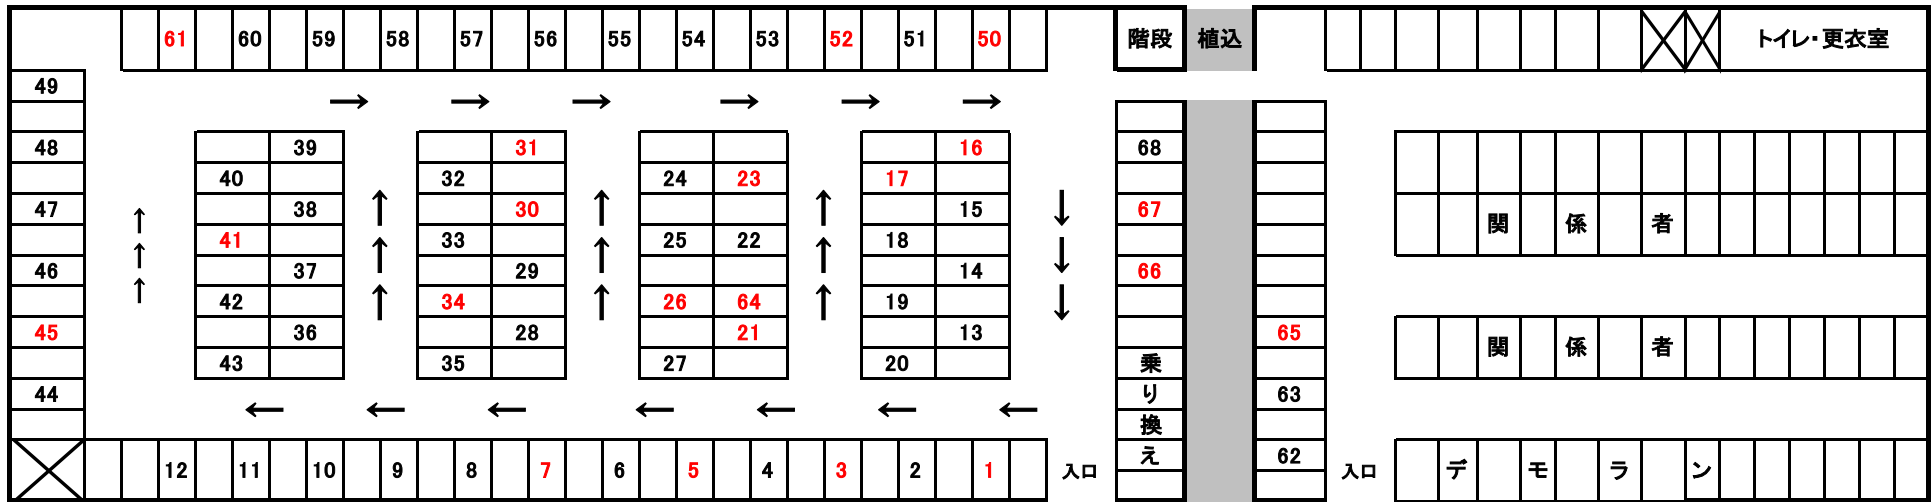 61 60 59 58 57 56 55 54 53 52 51 50 階段 植込 トイレ・更衣室
49
48 39 31 16 68
40 32 24 23 17
47 38 30 15 67
41 33 25 22 18
46 37 29 14 66
42 34 26 64 19
45 36 28 21 13 65
43 35 27 20 乗
44 り 63
換
12 11 10 9 8 7 6 5 4 3 2 1 入口 え 62 入口
関 係 者
関 係 者
デ モ ラ ン